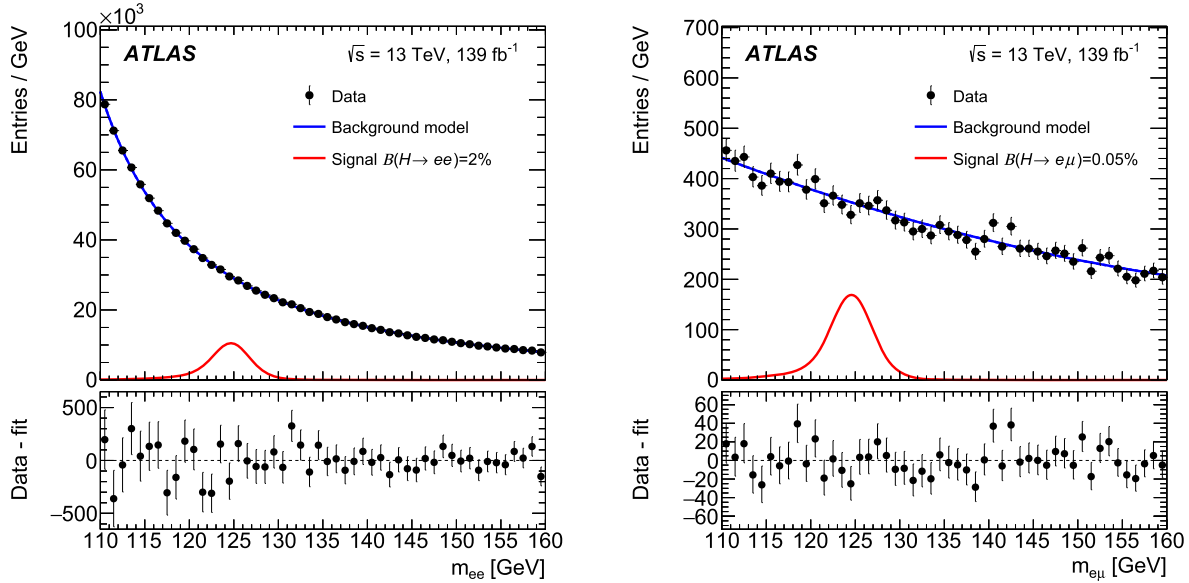 ×10³
Entries / GeV
100
80
60
40
20
0
ATLAS
√s = 13 TeV, 139 fb⁻¹
Data
Background model
Signal B(H→ ee)=2%
Data - fit
500
0
−500
110 115 120 125 130 135 140 145 150 155 160
mee [GeV]
Entries / GeV
700
600
500
400
300
200
100
0
ATLAS
√s = 13 TeV, 139 fb⁻¹
Data
Background model
Signal B(H→ eμ)=0.05%
Data - fit
60
40
20
0
−20
−40
−60
110 115 120 125 130 135 140 145 150 155 160
meμ [GeV]